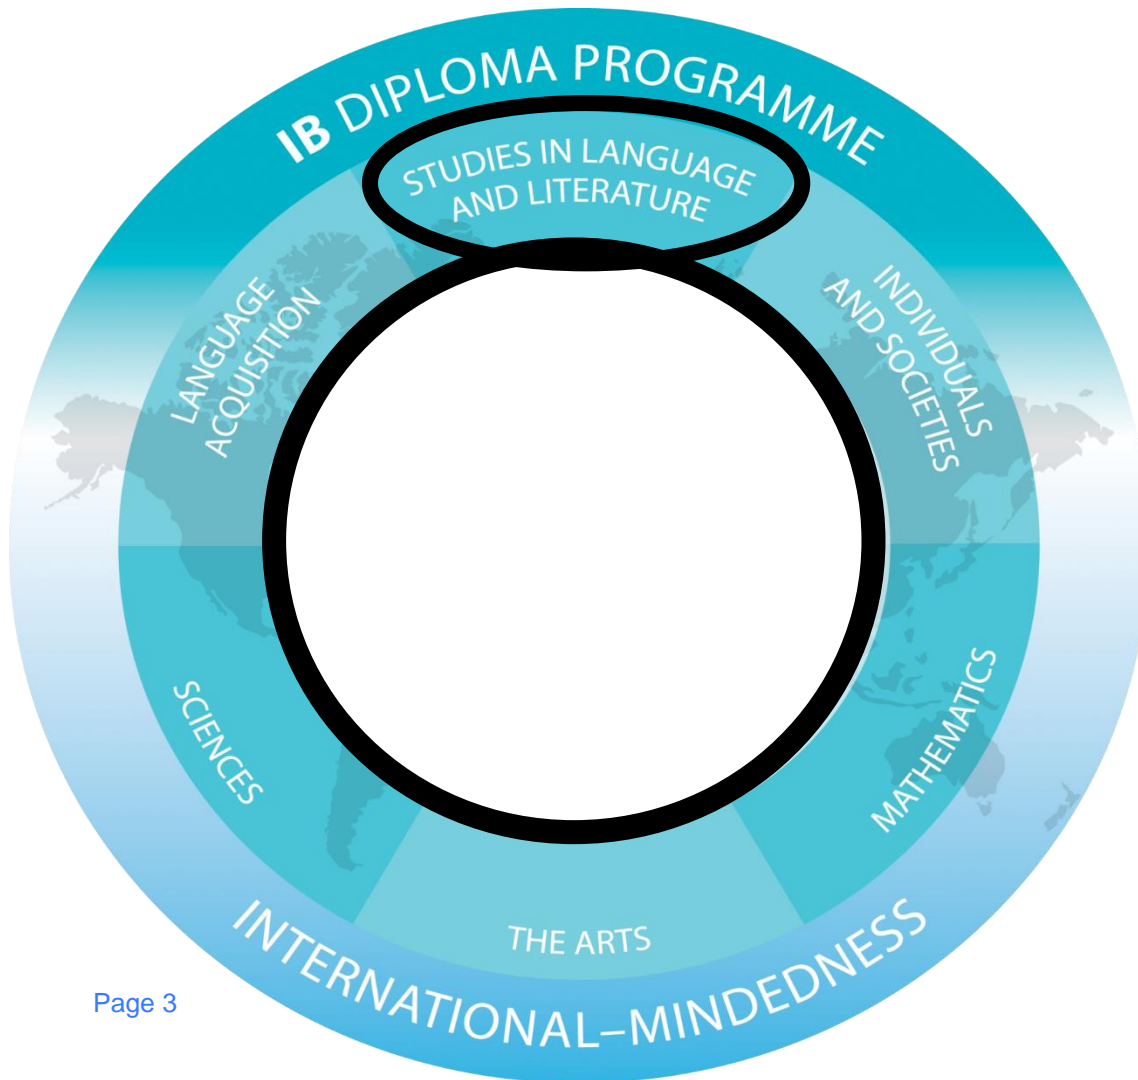 IB DIPLOMA PROGRAMME
STUDIES IN LANGUAGE
AND LITERATURE
LANGUAGE
ACQUISITION
INDIVIDUALS
AND SOCIETIES
SCIENCES
MATHEMATICS
THE ARTS
INTERNATIONAL–MINDEDNESS
Page 3